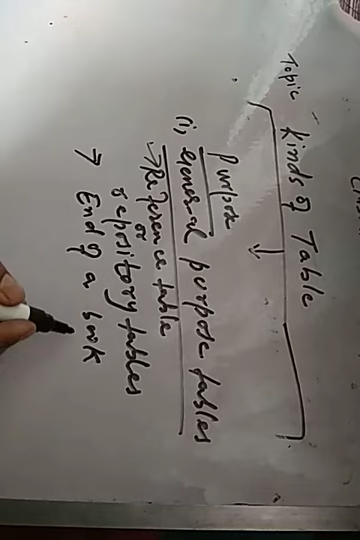 Topic - Kinds of Table
Purpose
(i) General purpose tables
→ Reference table
or
repository tables
→ End of a book